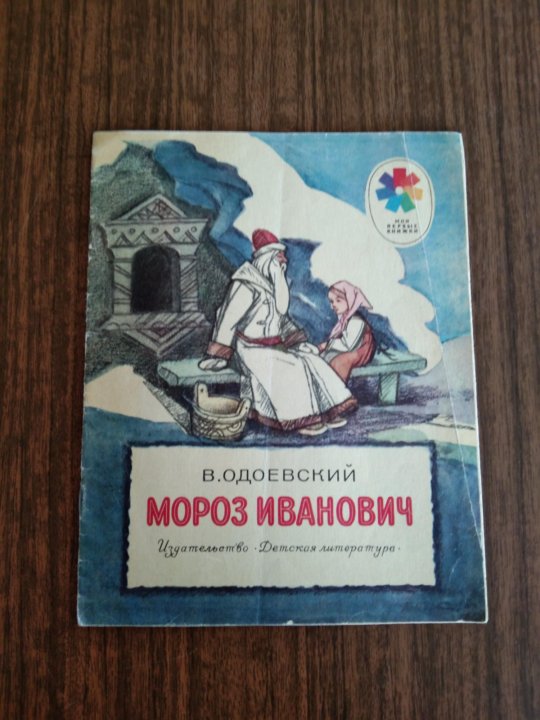 МОИ
ПЕРВЫЕ
КНИЖКИ
В. ОДОЕВСКИЙ
МОРОЗ ИВАНОВИЧ
Издательство · Детская литература ·